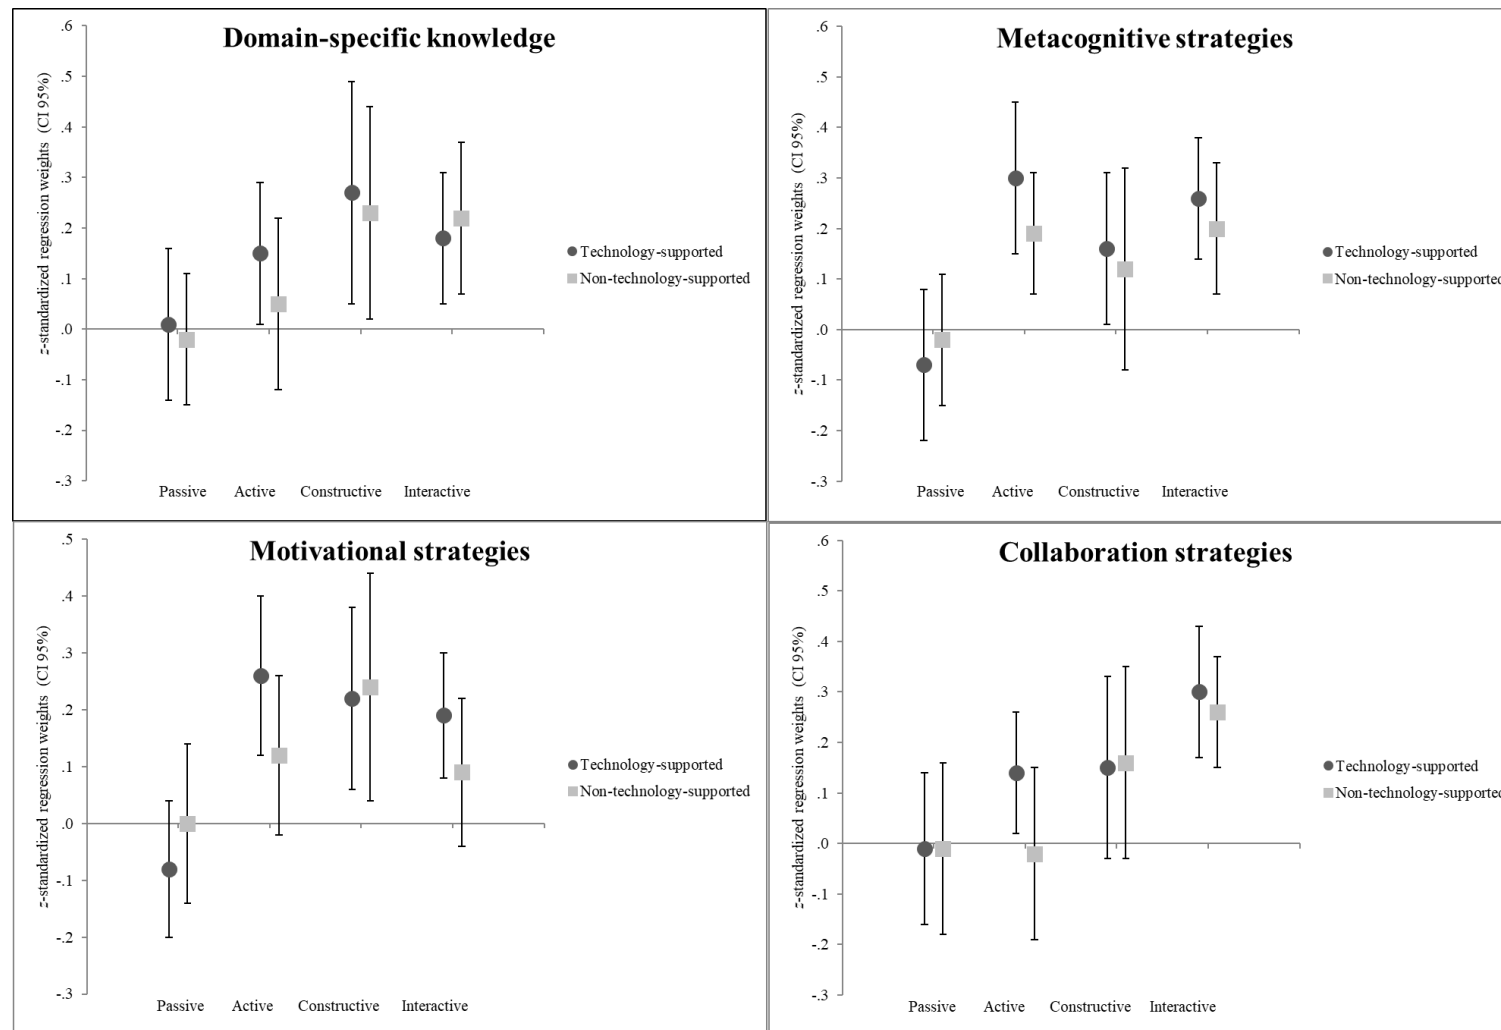 Domain-specific knowledge
z-standardized regression weights (CI 95%)
.6
.5
.4
.3
.2
.1
.0
-.1
-.2
-.3
Passive Active Constructive Interactive
Technology-supported
Non-technology-supported
Metacognitive strategies
z-standardized regression weights (CI 95%)
.6
.5
.4
.3
.2
.1
.0
-.1
-.2
-.3
Passive Active Constructive Interactive
Technology-supported
Non-technology-supported
Motivational strategies
z-standardized regression weights (CI 95%)
.5
.4
.3
.2
.1
.0
-.1
-.2
-.3
Passive Active Constructive Interactive
Technology-supported
Non-technology-supported
Collaboration strategies
z-standardized regression weights (CI 95%)
.6
.5
.4
.3
.2
.1
.0
-.1
-.2
-.3
Passive Active Constructive Interactive
Technology-supported
Non-technology-supported